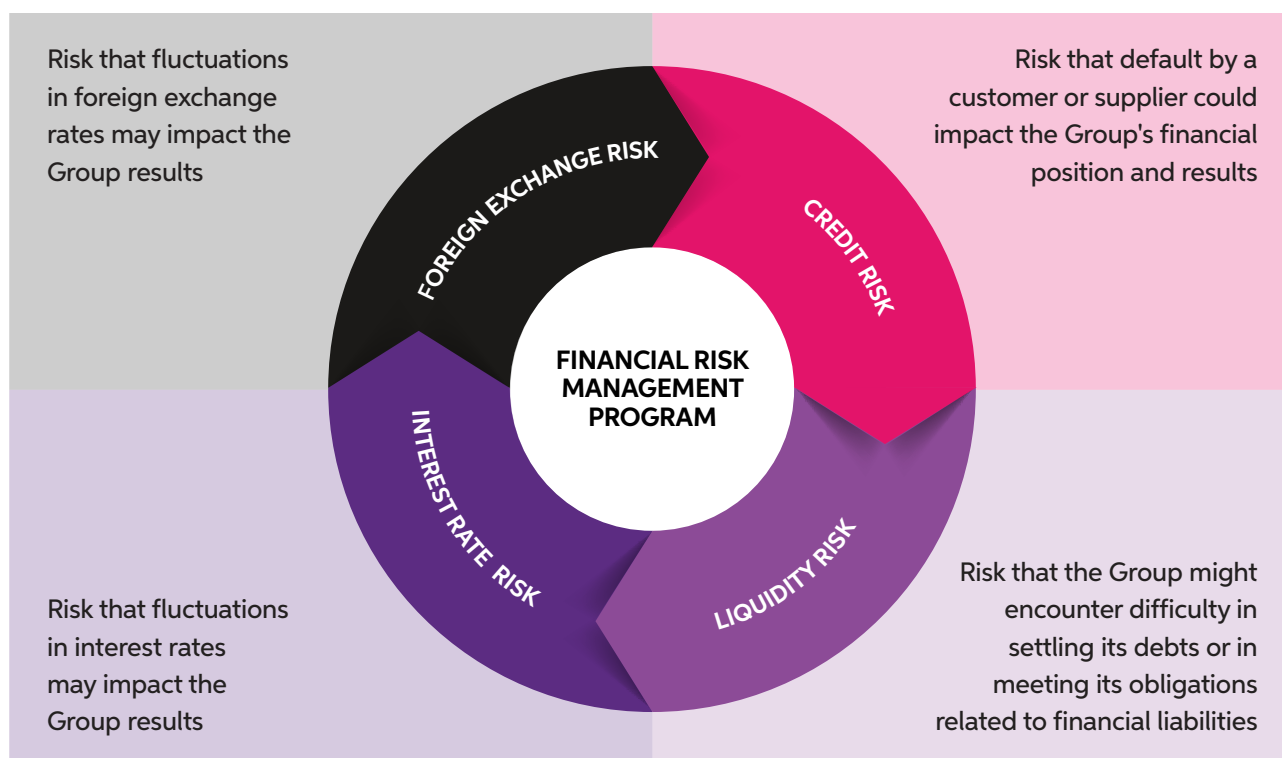 Risk that fluctuations
in foreign exchange
rates may impact the
Group results
Risk that default by a
customer or supplier could
impact the Group's financial
position and results
FOREIGN EXCHANGE RISK
CREDIT RISK
FINANCIAL RISK
MANAGEMENT
PROGRAM
INTEREST RATE RISK
LIQUIDITY RISK
Risk that fluctuations
in interest rates
may impact the
Group results
Risk that the Group might
encounter difficulty in
settling its debts or in
meeting its obligations
related to financial liabilities